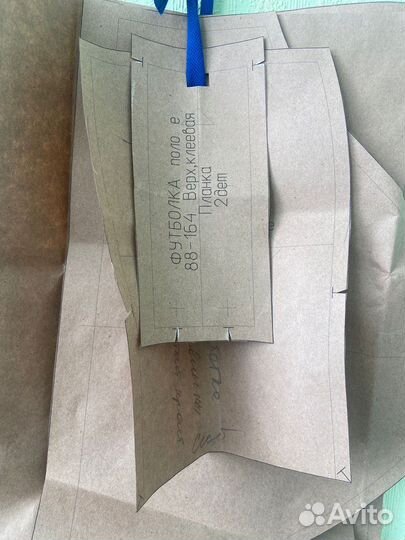 ФУТБОЛКА поло е
88-164 Верх,клеевая
Планка
2дет
Avito